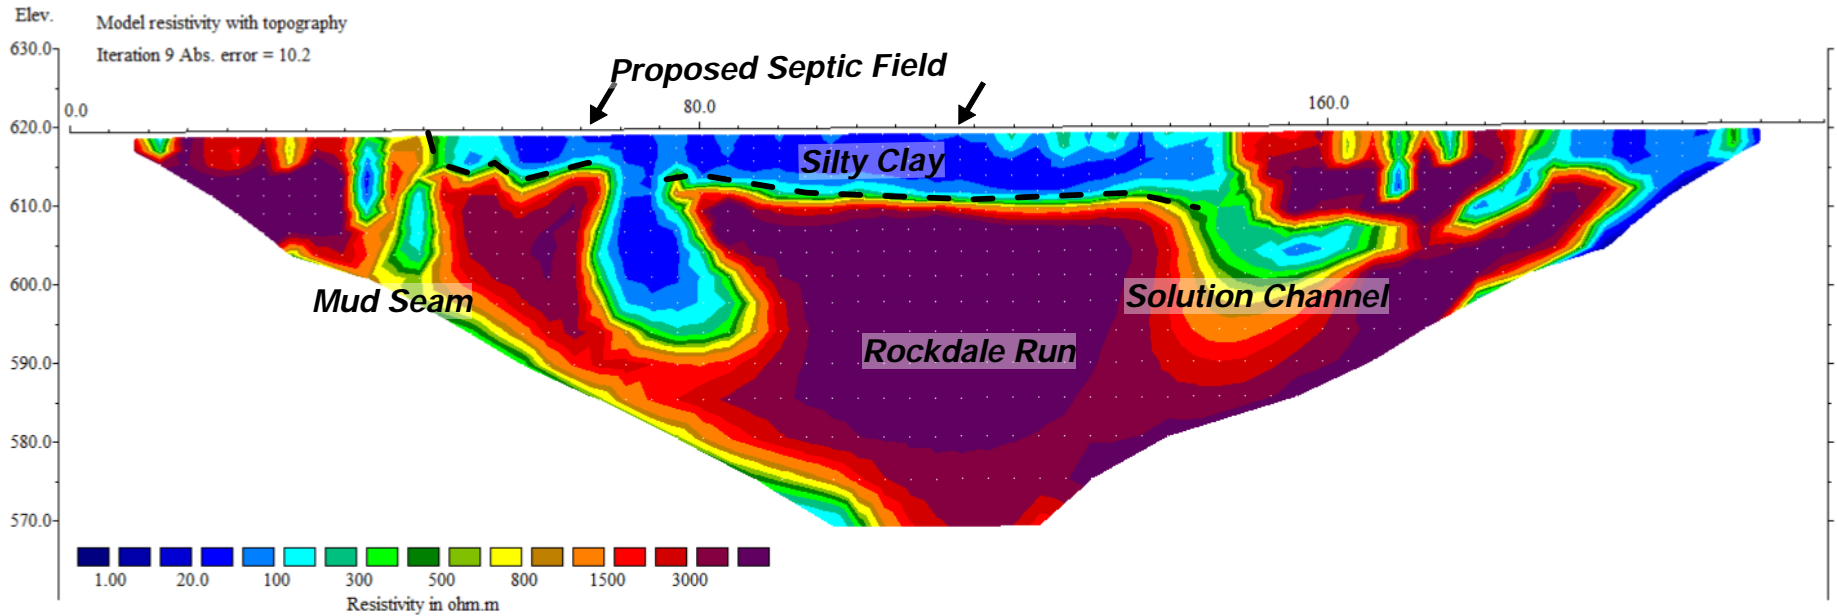 Elev.
Model resistivity with topography
Iteration 9 Abs. error = 10.2
630.0
Proposed Septic Field
0.0 80.0 160.0
620.0
Silty Clay
610.0
600.0
Mud Seam Solution Channel
Rockdale Run
590.0
580.0
570.0
1.00 20.0 100 300 500 800 1500 3000
Resistivity in ohm.m